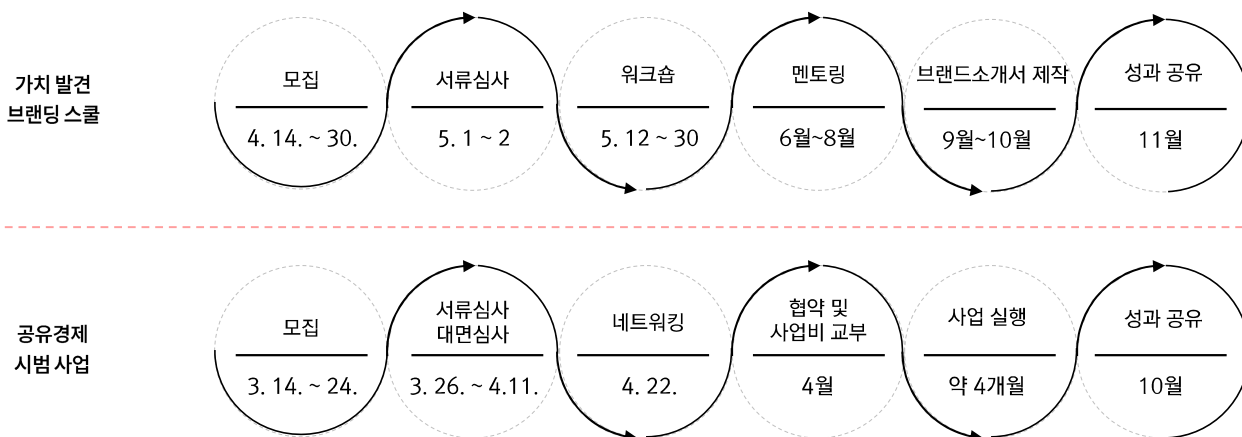 가치 발견
브랜딩 스쿨
모집
4. 14. ~ 30.
서류심사
5. 1 ~ 2
워크숍
5. 12 ~ 30
멘토링
6월~8월
브랜드소개서 제작
9월~10월
성과 공유
11월
공유경제
시범 사업
모집
3. 14. ~ 24.
서류심사
대면심사
3. 26. ~ 4.11.
네트워킹
4. 22.
협약 및
사업비 교부
4월
사업 실행
약 4개월
성과 공유
10월